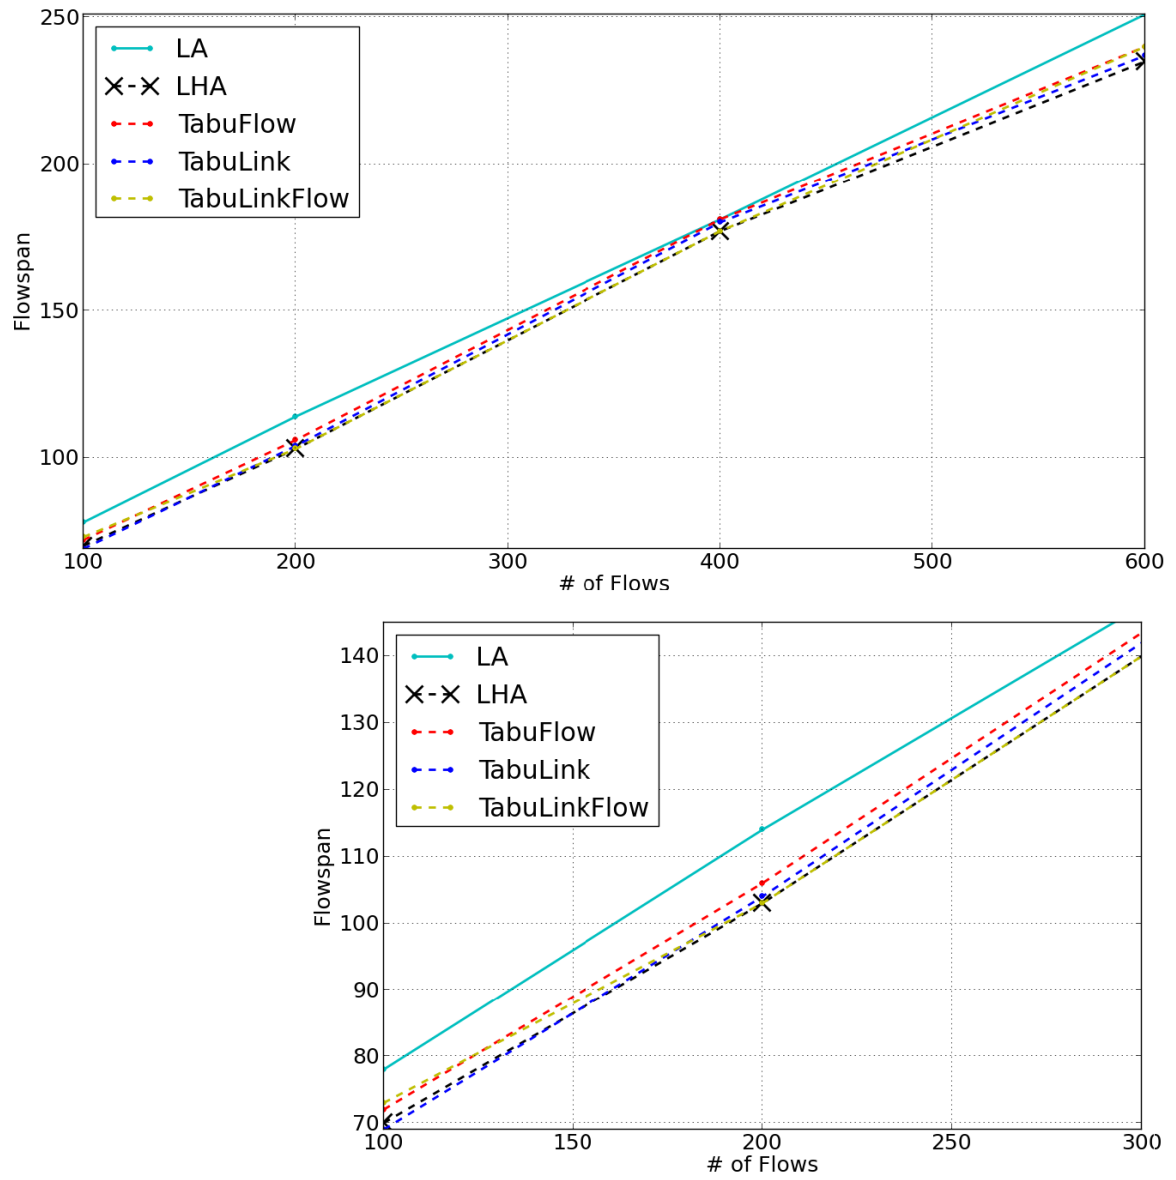 250
200
150
100
Flowspan
LA
LHA
TabuFlow
TabuLink
TabuLinkFlow
100 200 300 400 500 600
# of Flows
140
130
120
110
100
90
80
70
Flowspan
LA
LHA
TabuFlow
TabuLink
TabuLinkFlow
100 150 200 250 300
# of Flows